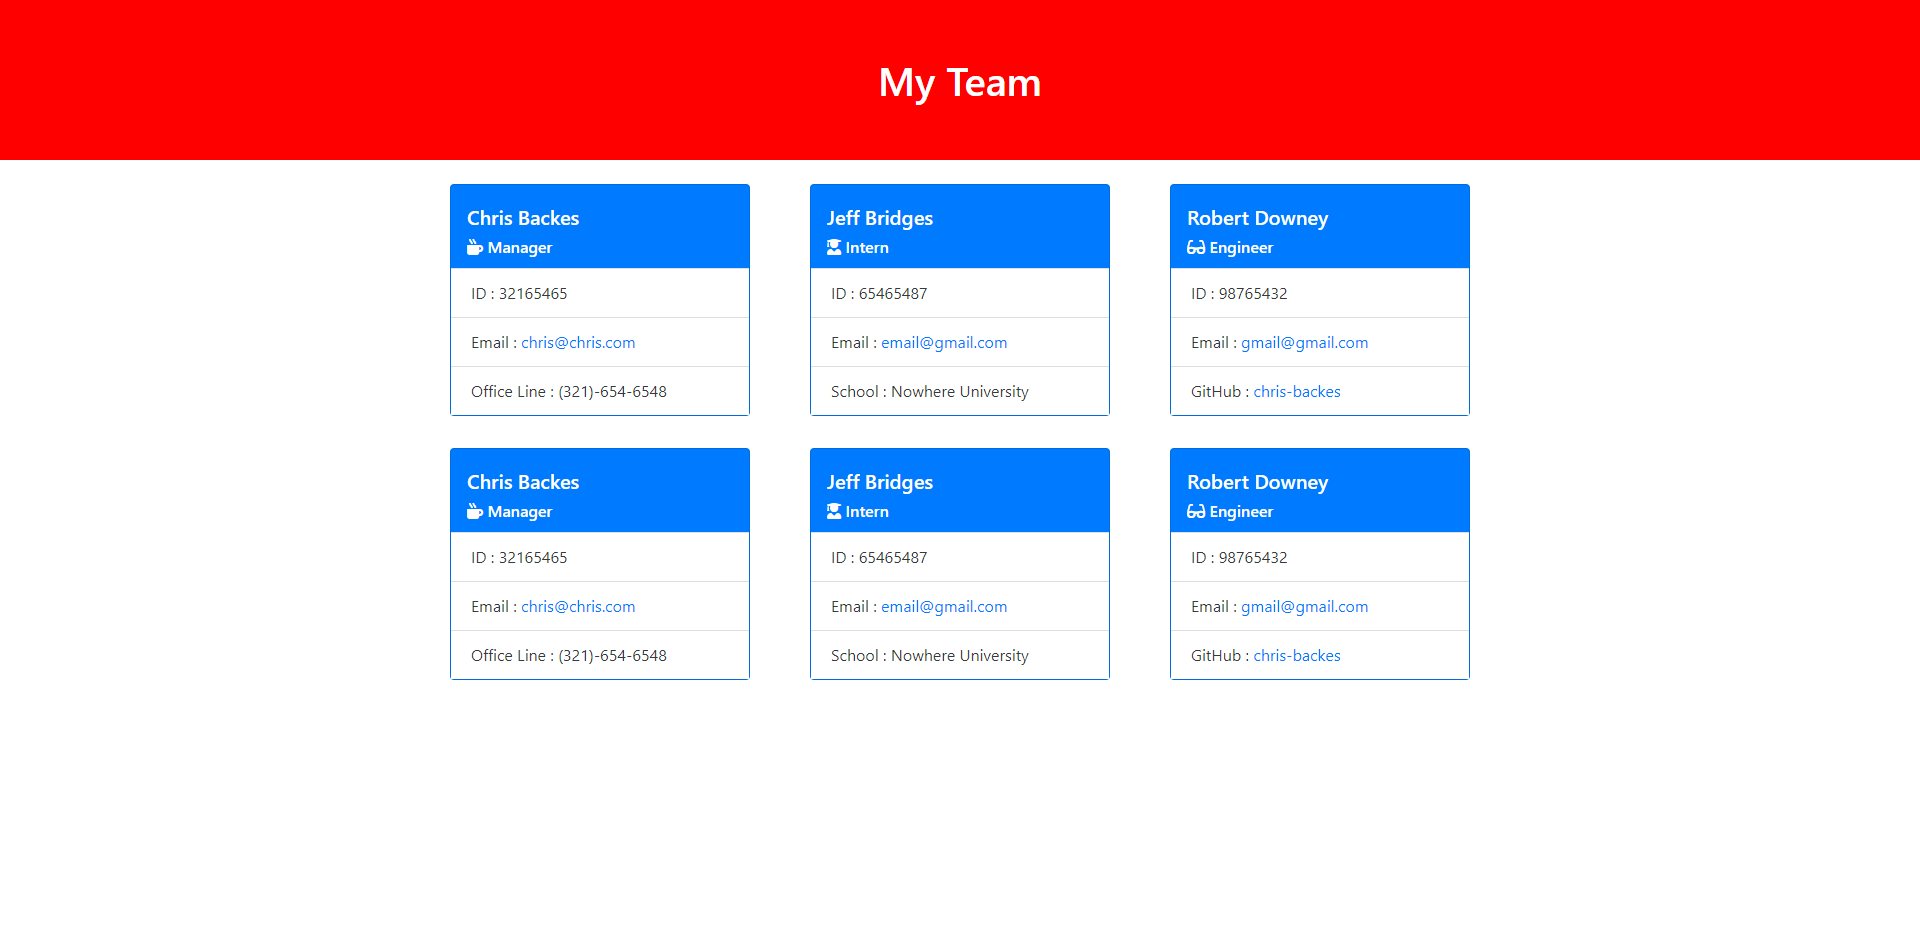 My Team
Chris Backes
Manager
ID : 32165465
Email : chris@chris.com
Office Line : (321)-654-6548
Jeff Bridges
Intern
ID : 65465487
Email : email@gmail.com
School : Nowhere University
Robert Downey
Engineer
ID : 98765432
Email : gmail@gmail.com
GitHub : chris-backes
Chris Backes
Manager
ID : 32165465
Email : chris@chris.com
Office Line : (321)-654-6548
Jeff Bridges
Intern
ID : 65465487
Email : email@gmail.com
School : Nowhere University
Robert Downey
Engineer
ID : 98765432
Email : gmail@gmail.com
GitHub : chris-backes